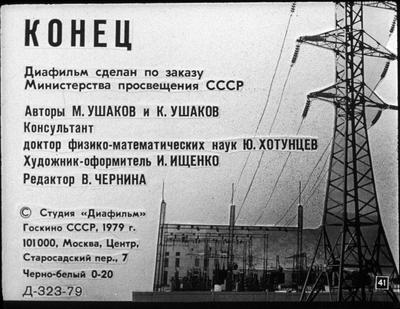 КОНЕЦ
Диафильм сделан по заказу
Министерства просвещения СССР
Авторы М. УШАКОВ и К. УШАКОВ
Консультант
доктор физико-математических наук Ю. ХОТУНЦЕВ
Художник-оформитель И. ИЩЕНКО
Редактор В. ЧЕРНИНА
© Студия «Диафильм»
Госкино СССР, 1979 г.
101000, Москва, Центр,
Старосадский пер., 7
Черно-белый 0-20
Д-323-79
41